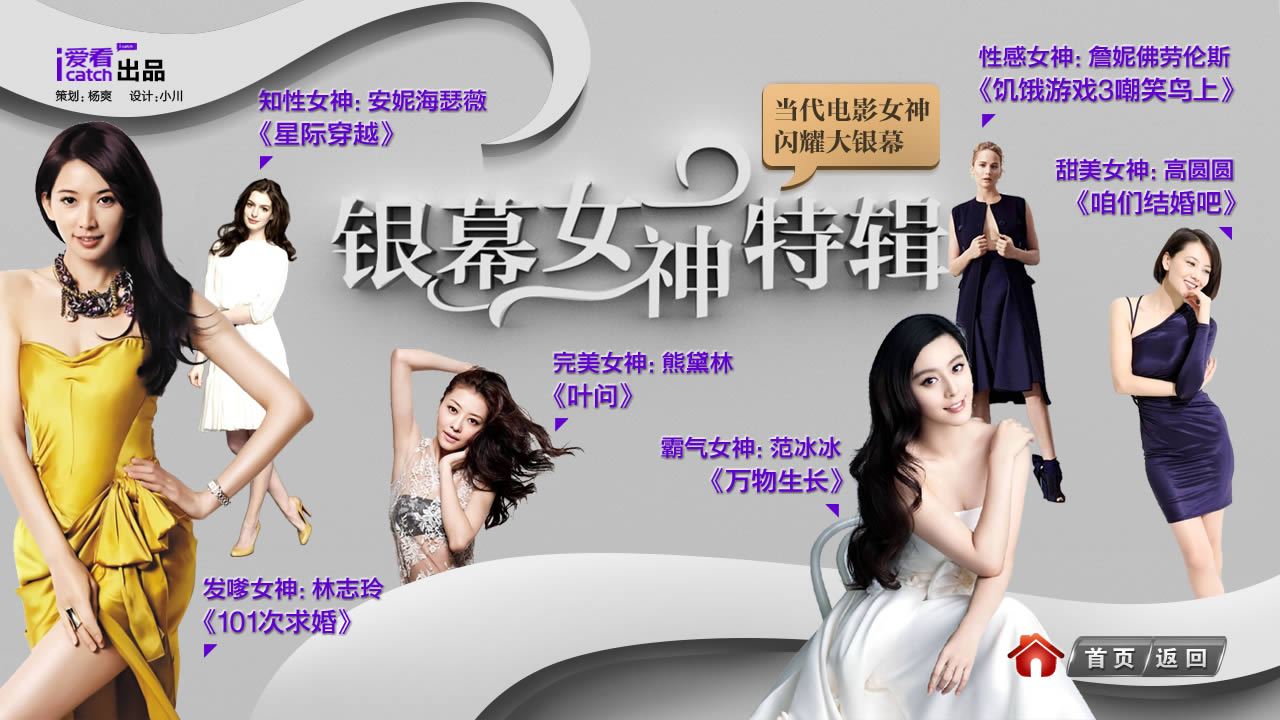 i爱看
catch出品
策划：杨爽 设计：小川
知性女神：安妮海瑟薇
《星际穿越》
当代电影女神
闪耀大银幕
性感女神：詹妮佛劳伦斯
《饥饿游戏3嘲笑鸟上》
甜美女神：高圆圆
《咱们结婚吧》
银幕女神特辑
完美女神：熊黛林
《叶问》
霸气女神：范冰冰
《万物生长》
发嗲女神：林志玲
《101次求婚》
首页 返回